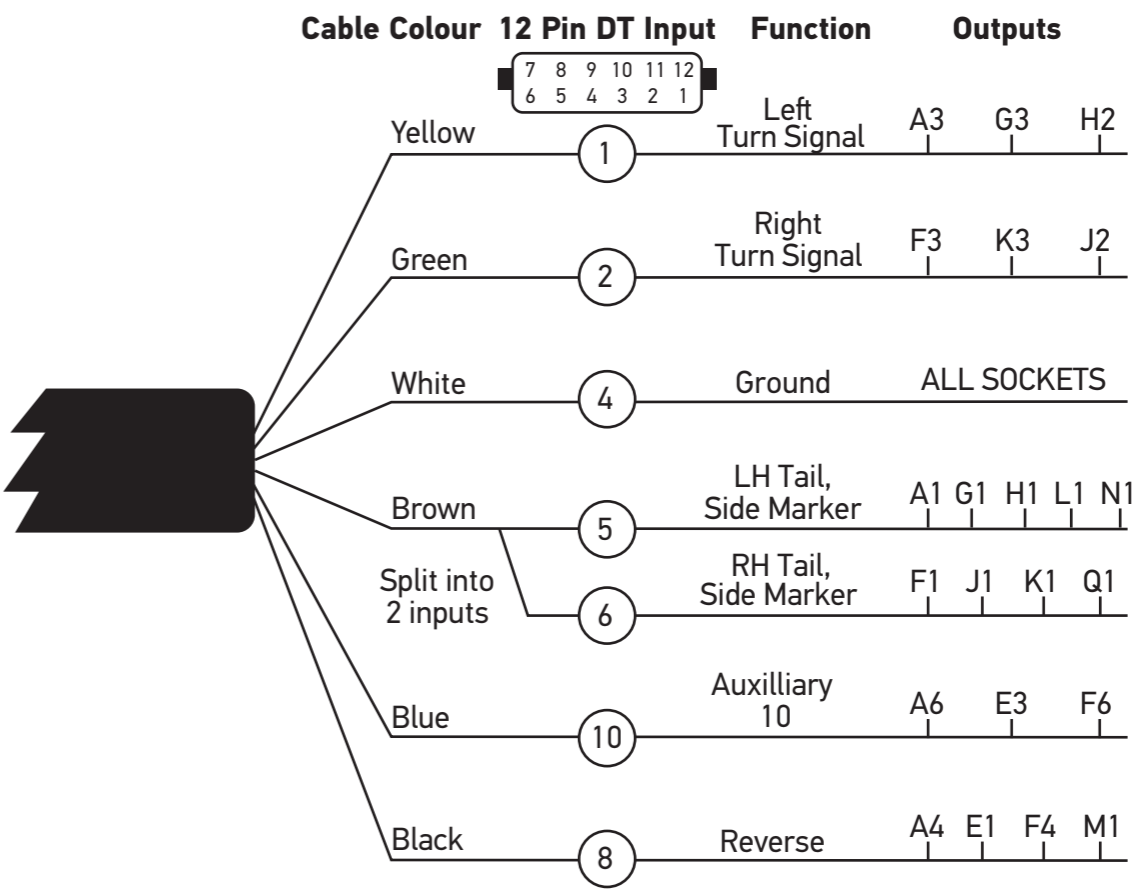 Cable Colour 12 Pin DT Input Function Outputs
7 8 9 10 11 12
6 5 4 3 2 1
Yellow 1 Left
Turn Signal A3 G3 H2
Green 2 Right
Turn Signal F3 K3 J2
White 4 Ground ALL SOCKETS
Brown 5 LH Tail,
Side Marker A1 G1 H1 L1 N1
Split into
2 inputs
6 RH Tail,
Side Marker F1 J1 K1 Q1
Blue 10 Auxilliary
10 A6 E3 F6
Black 8 Reverse A4 E1 F4 M1